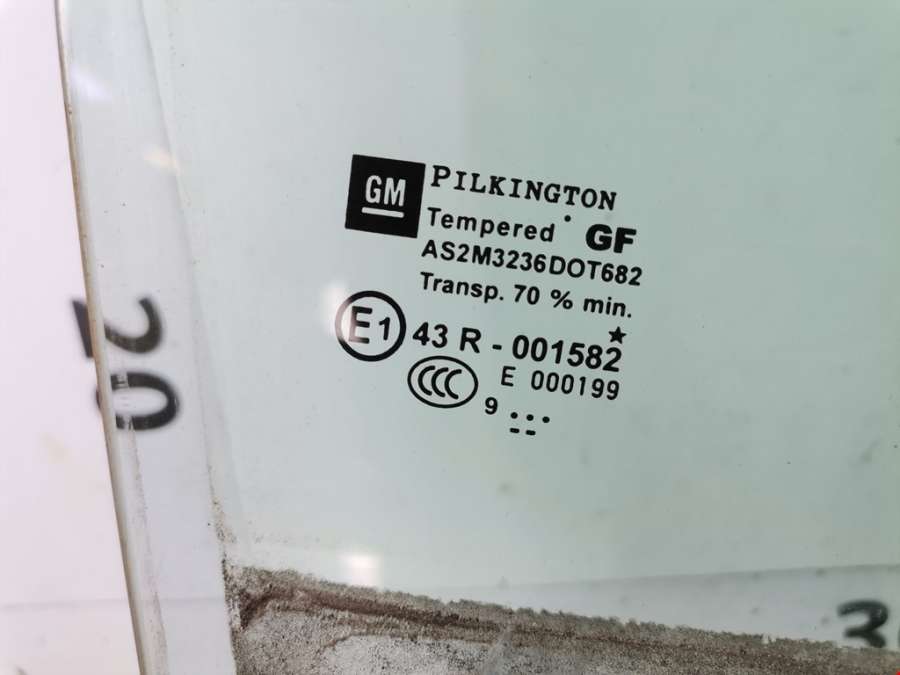 GM
PILKINGTON
Tempered GF
AS2M3236DOT682
Transp. 70 % min.
E1 43 R - 001582
CCC E 000199
9
20